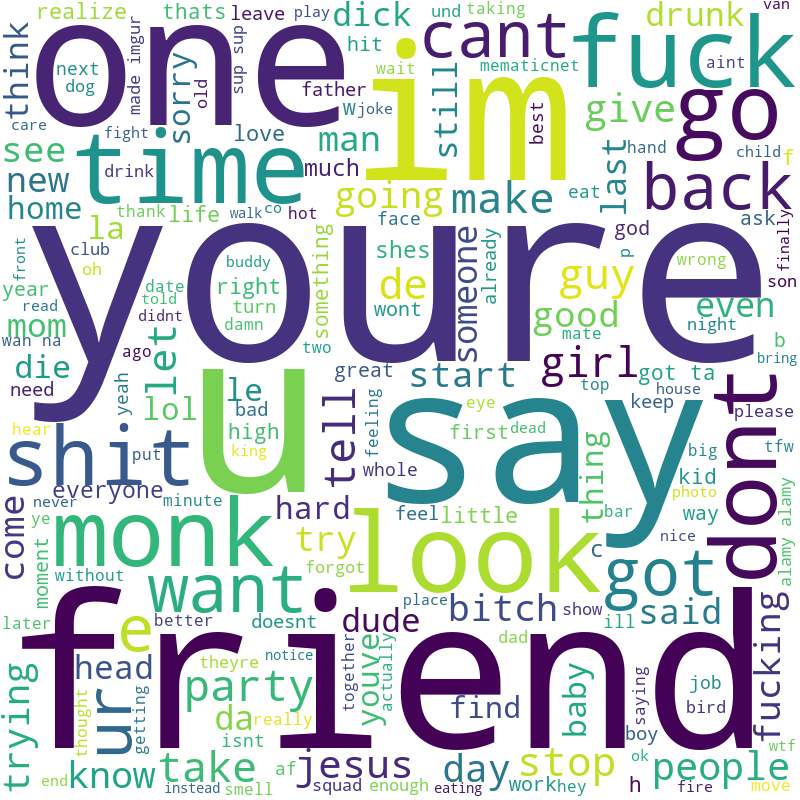 realize thats leave play dick und taking drunk van
one cant fuck
think next dog made imgur sup sup hit mematicnet aint
sorry old father Wjoke wait still im best give go
care fight love hand child f
see time drink man much last back
new going make eat
home thank life walk co hot face god ask finally
la club something shes already p wrong son
front oh youre buddy de someone guy
year date right wont even
read told turn good night
mom didnt damn mate b
wan na ago two girl bring
die let great start top got ta house
need le keep
yeah lol bad tell feeling u say eye dont please
hear high first dead big tfw
shit put king whole thing kid photo
come everyone minute hard feel little bar way alamy alamy
never ye c nice
moment monk try look got
without forgot
want place bitch said
later better doesnt dude show ill
e friend dad
head theyre notice together youve actually fucking
trying ur thought getting party find baby saying job
da really boy bird
isnt ok wtf
know take af jesus day stop people
end instead smell squad enough eating work hey h fire move